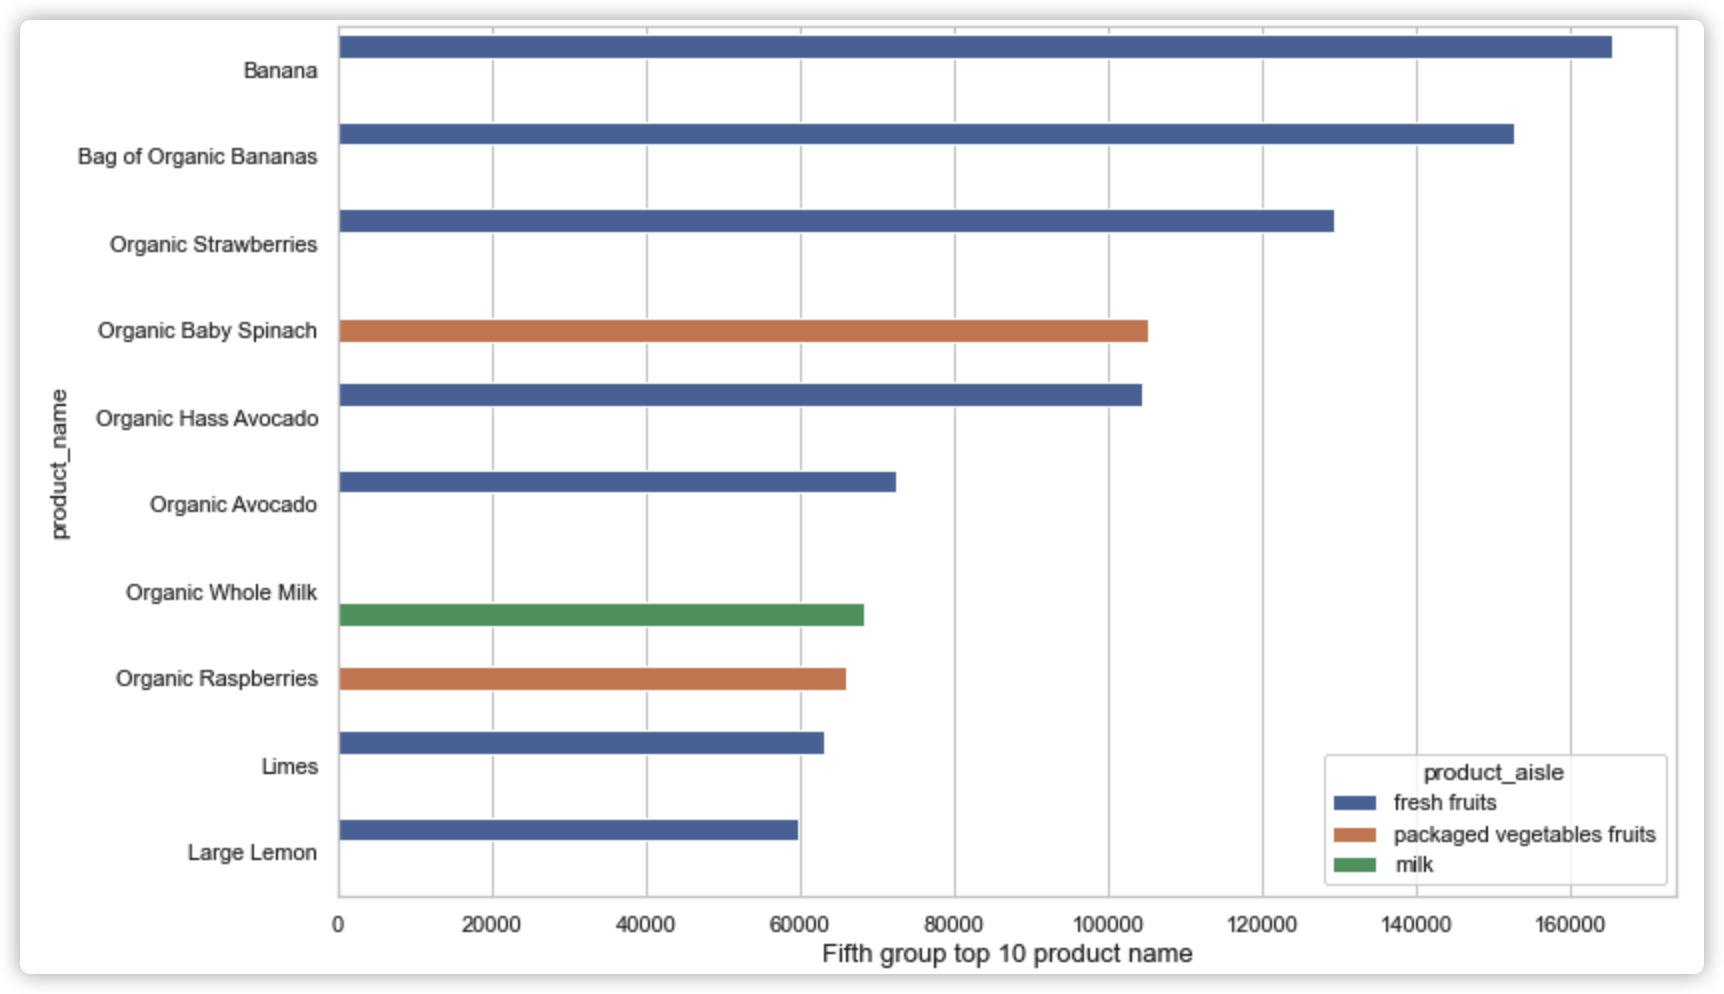 Banana
Bag of Organic Bananas
Organic Strawberries
Organic Baby Spinach
Organic Hass Avocado
Organic Avocado
Organic Whole Milk
Organic Raspberries
Limes
Large Lemon
product_name
product_aisle
fresh fruits
packaged vegetables fruits
milk
0 20000 40000 60000 80000 100000 120000 140000 160000
Fifth group top 10 product name